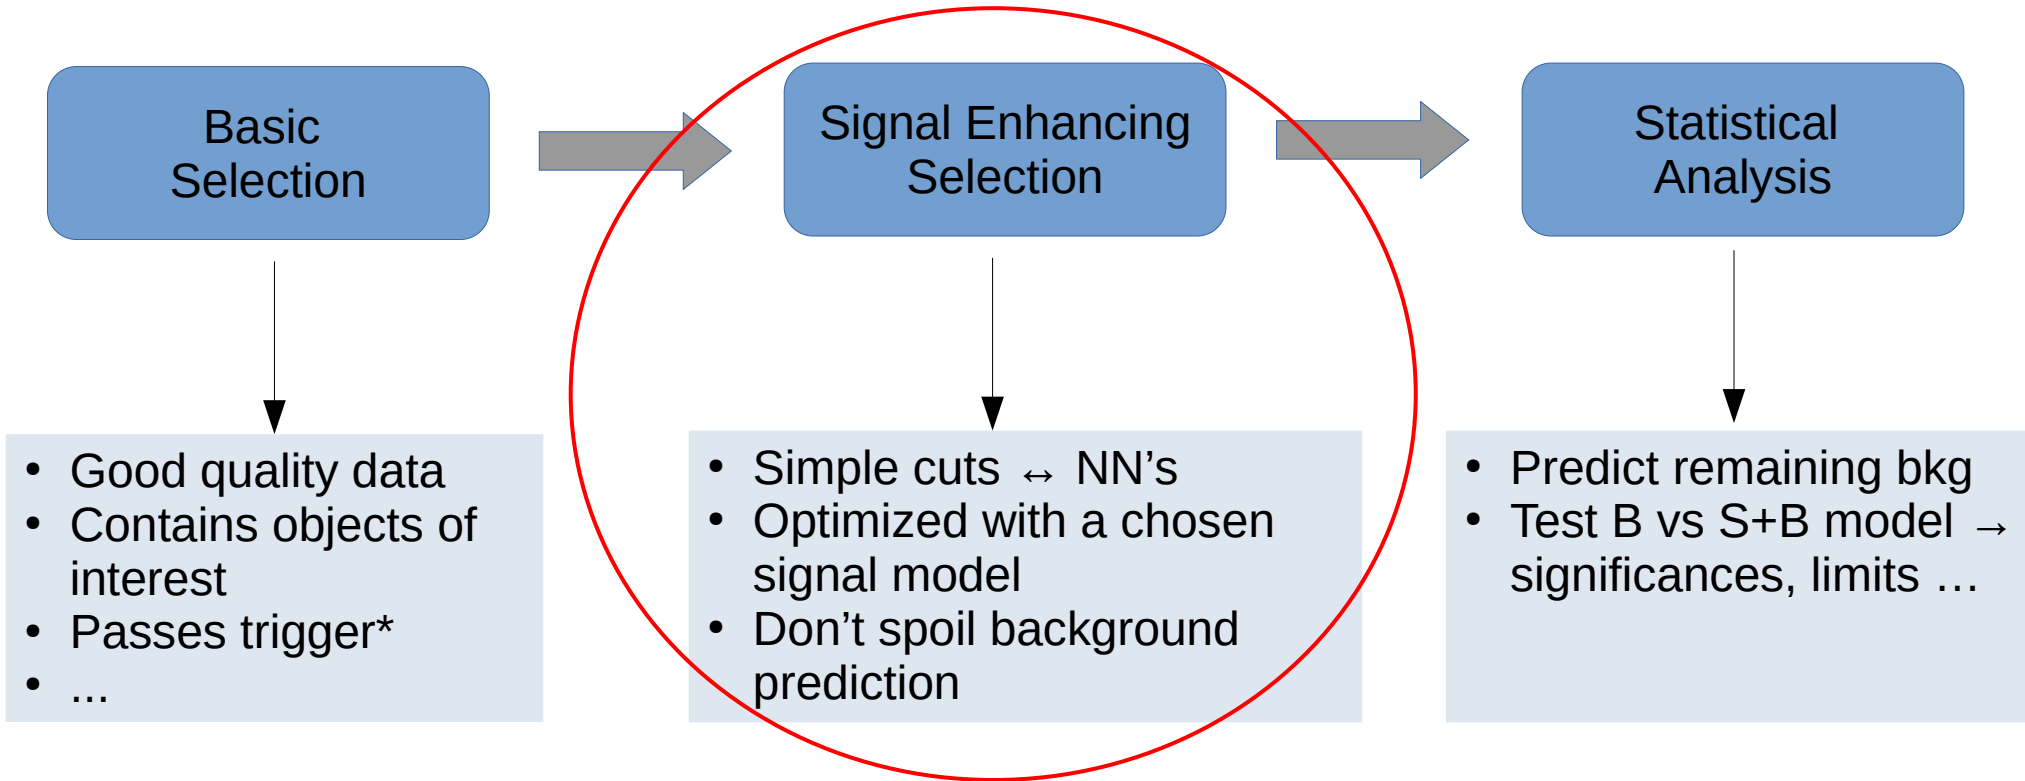 Basic
Selection
Signal Enhancing
Selection
Statistical
Analysis
• Good quality data
• Contains objects of
interest
• Passes trigger*
• ...
• Simple cuts ↔ NN’s
• Optimized with a chosen
signal model
• Don’t spoil background
prediction
• Predict remaining bkg
• Test B vs S+B model →
significances, limits …